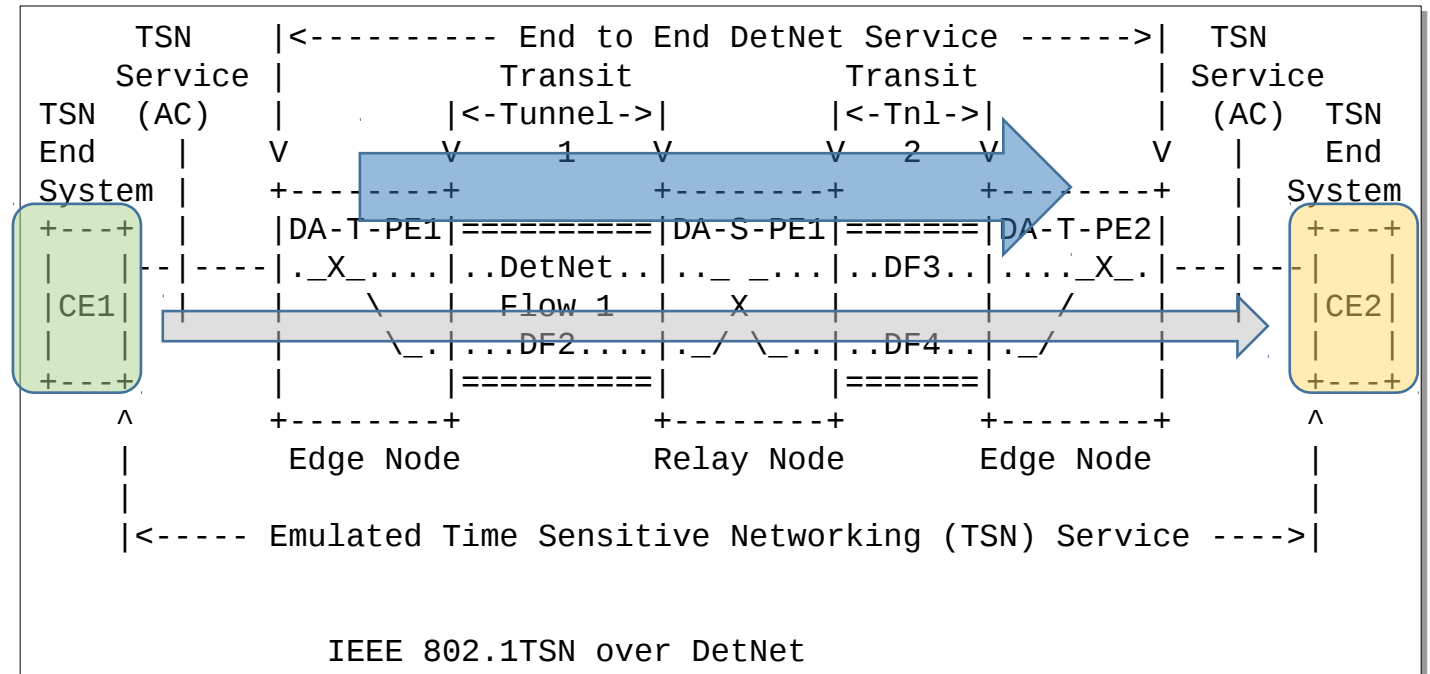 TSN     |<---------- End to End DetNet Service ------>|  TSN
     Service |           Transit           Transit          | Service
 TSN  (AC)   |        |<-Tunnel->|        |<-Tnl->|         |  (AC)   TSN
 End    |    V        V     1    V        V   2   V         V   |    End
 System |    +--------+          +--------+       +--------+    |  System
 +---+  |    |DA-T-PE1|==========|DA-S-PE1|=======|DA-T-PE2|    |   +---+
 |   |--|----|._X_....|..DetNet..|.._ _...|..DF3..|...._X_.|---|---|   |
 |CE1|  |    |    \   |  Flow 1  |   X    |       |   /    |   |   |CE2|
 |   |       |     \_.|...DF2....|._/ \_..|..DF4..|._/     |       |   |
 +---+       |        |==========|        |=======|        |       +---+
     ^       +--------+          +--------+       +--------+       ^
     |        Edge Node          Relay Node       Edge Node        |
     |                                                             |
     |<----- Emulated Time Sensitive Networking (TSN) Service ---->|
IEEE 802.1TSN over DetNet